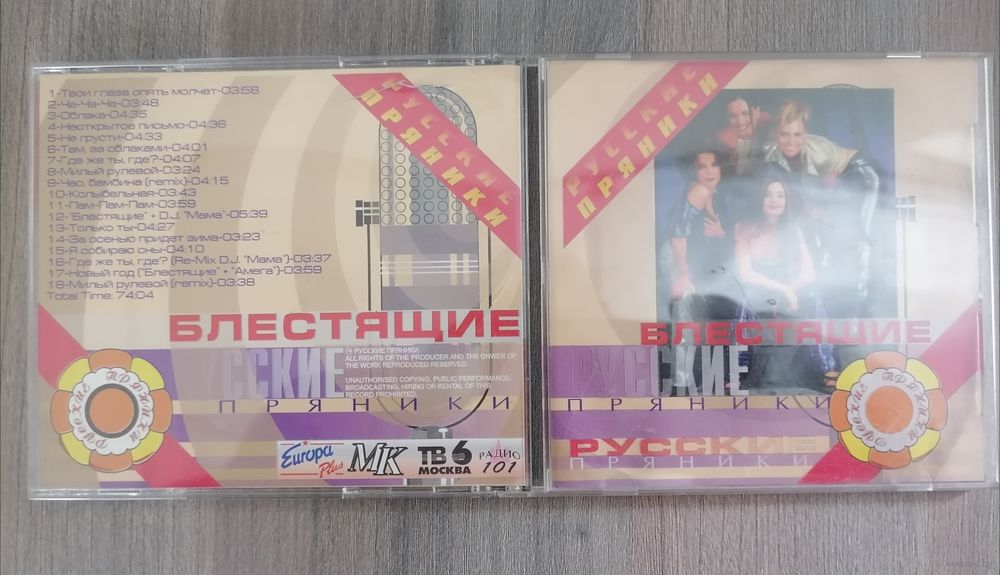 1-Твои глаза опять молчат-03:58
2-Ча-Ча-Ча-03:48
3-Облака-04:35
4-Неоткрытое письмо-04:36
5-Не грусти-04:33
6-Там, за облаками-04:01
7-Где же ты, где?-04:07
8-Милый рулевой-03:24
9-Чао, бамбина (remix)-04:15
10-Колыбельная-03:43
11-Пам-Пам-Пам-03:59
12-"Блестящие" + D.J. "Мама"-05:39
13-Только ты-04:27
14-За осенью придет зима-03:23
15-Я собираю сны-04:10
16-Где же ты, где? (Re-Mix D.J. "Мама")-03:37
17-Новый год ("Блестящие" + "Амега")-03:59
18-Милый рулевой (remix)-03:38
Total Time: 74:04
РУССКИЕ
ПРЯНИКИ
БЛЕСТЯЩИЕ
РУССКИЕ
ПРЯНИКИ
РУССКИЕ ПРЯНИКИ.
ALL RIGHTS OF THE PRODUCER AND THE ONWER OF
THE WORK REPRODUCED RESERVED.
UNAUTHORISED COPYING, PUBLIC PERFORMANCE,
BROADCASTING, HIRING OR RENTAL OF THIS
RECORD PROHIBITED.
РУССКИЕ ПРЯНИКИ
Europa
Plus
МК
ТВ6
МОСКВА
РАДИО
101
РУССКИЕ
ПРЯНИКИ
БЛЕСТЯЩИЕ
РУССКИЕ
ПРЯНИКИ
РУССКИЕ
ПРЯНИКИ
РУССКИЕ ПРЯНИКИ